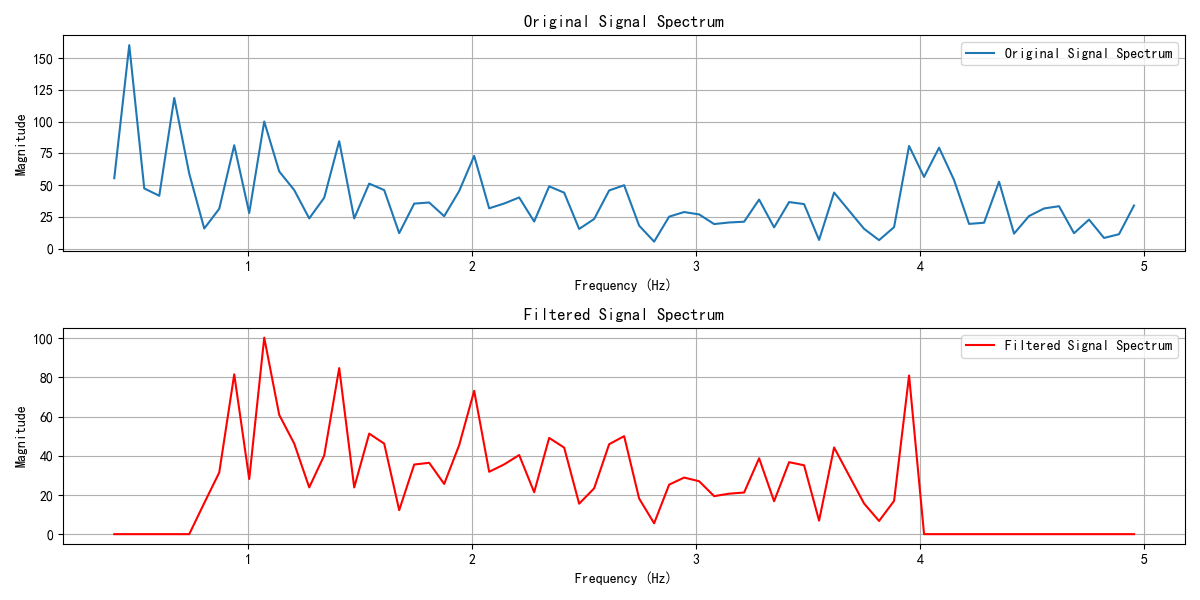 Original Signal Spectrum
Original Signal Spectrum
Magnitude
150
125
100
75
50
25
0
1 2 3 4 5
Frequency (Hz)
Filtered Signal Spectrum
Filtered Signal Spectrum
Magnitude
100
80
60
40
20
0
1 2 3 4 5
Frequency (Hz)